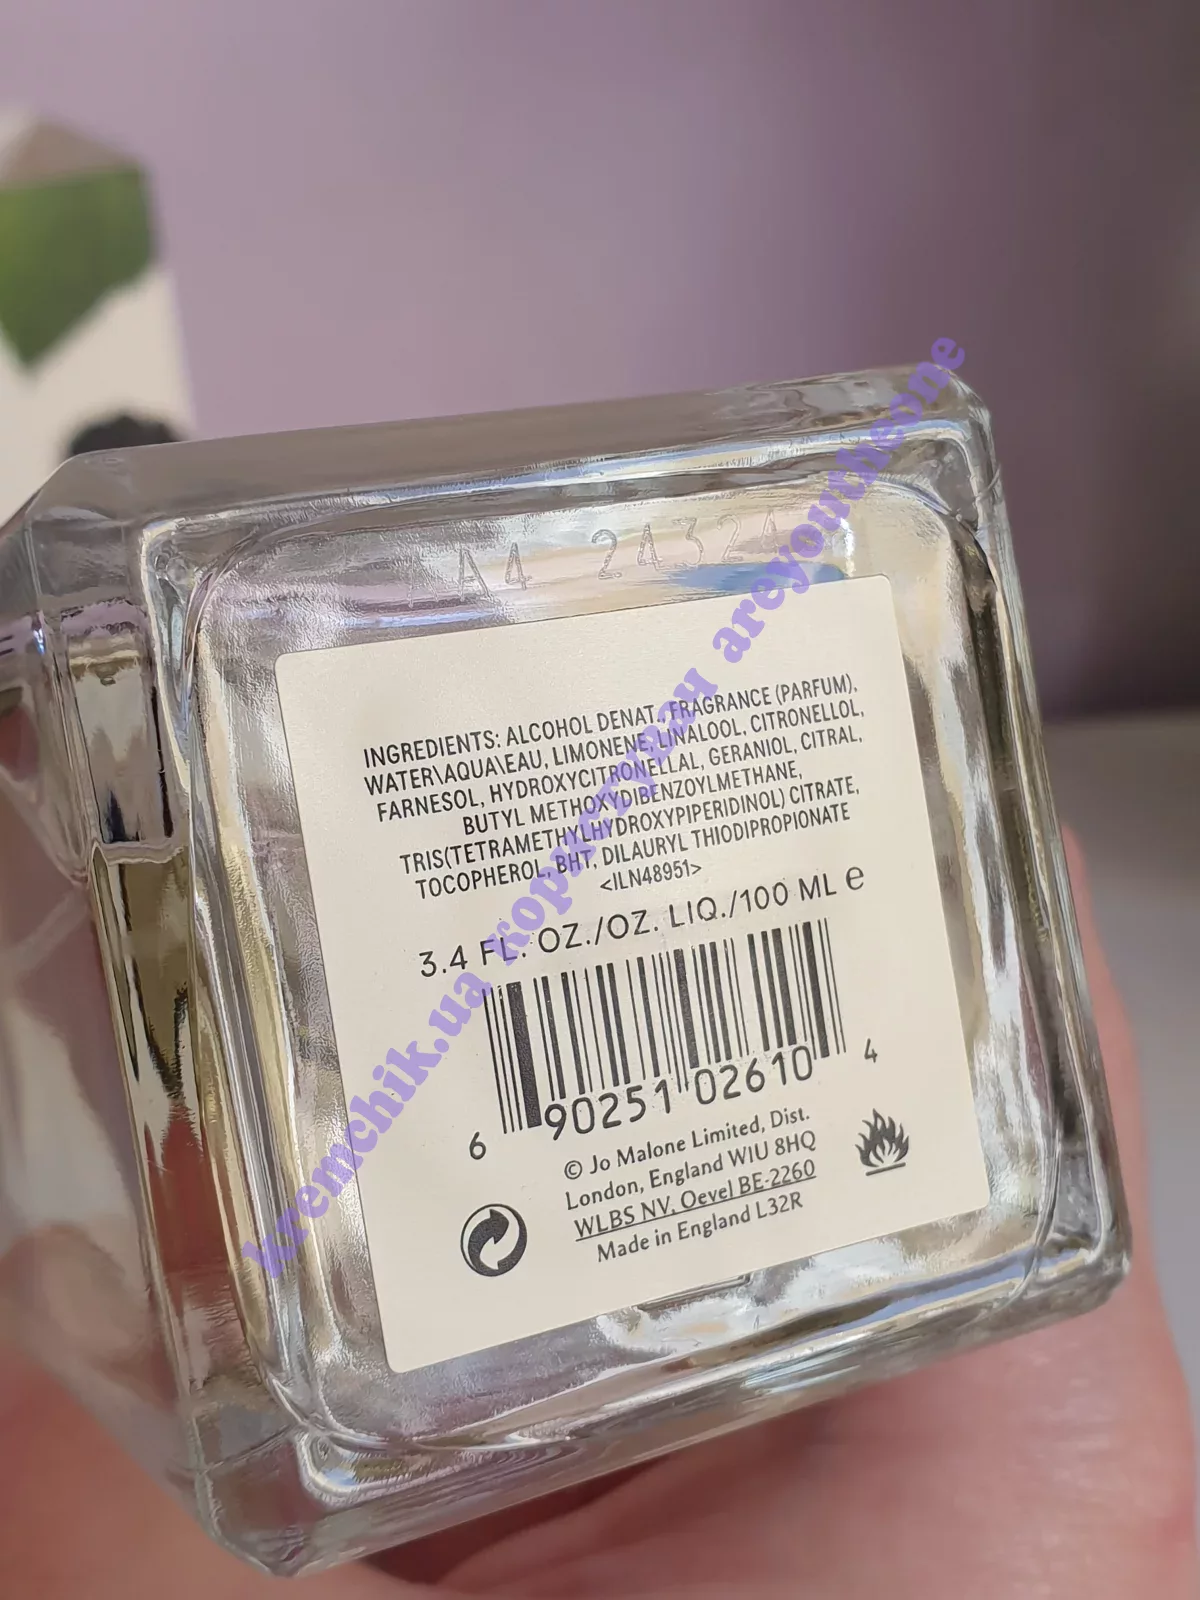 AA4 24324
INGREDIENTS: ALCOHOL DENAT., FRAGRANCE (PARFUM),
WATER\AQUA\EAU, LIMONENE, LINALOOL, CITRONELLOL,
FARNESOL, HYDROXYCITRONELLAL, GERANIOL, CITRAL,
BUTYL METHOXYDIBENZOYLMETHANE,
TRIS(TETRAMETHYLHYDROXYPIPERIDINOL) CITRATE,
TOCOPHEROL, BHT, DILAURYL THIODIPROPIONATE
<ILN48951>
3.4 FL. OZ./OZ. LIQ./100 ML e
6 90251 02610 4
© Jo Malone Limited, Dist.
London, England W1U 8HQ
WLBS NV, Oevel BE-2260
Made in England L32R
kremchik.ua користувач areyoutheone